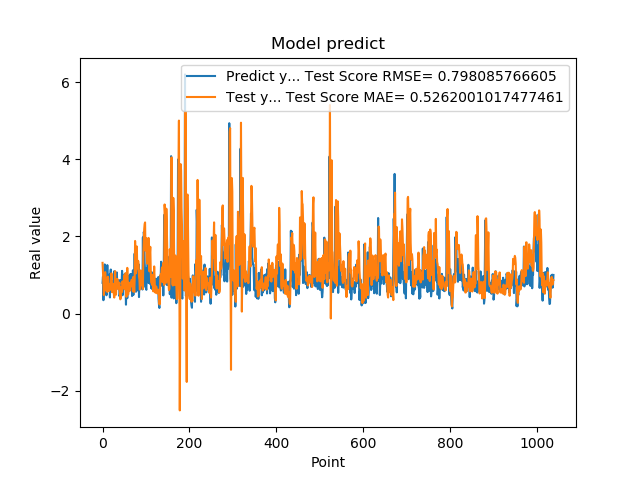 Model predict
Predict y... Test Score RMSE= 0.798085766605
Test y... Test Score MAE= 0.5262001017477461
6
4
2
0
−2
Real value
0 200 400 600 800 1000
Point